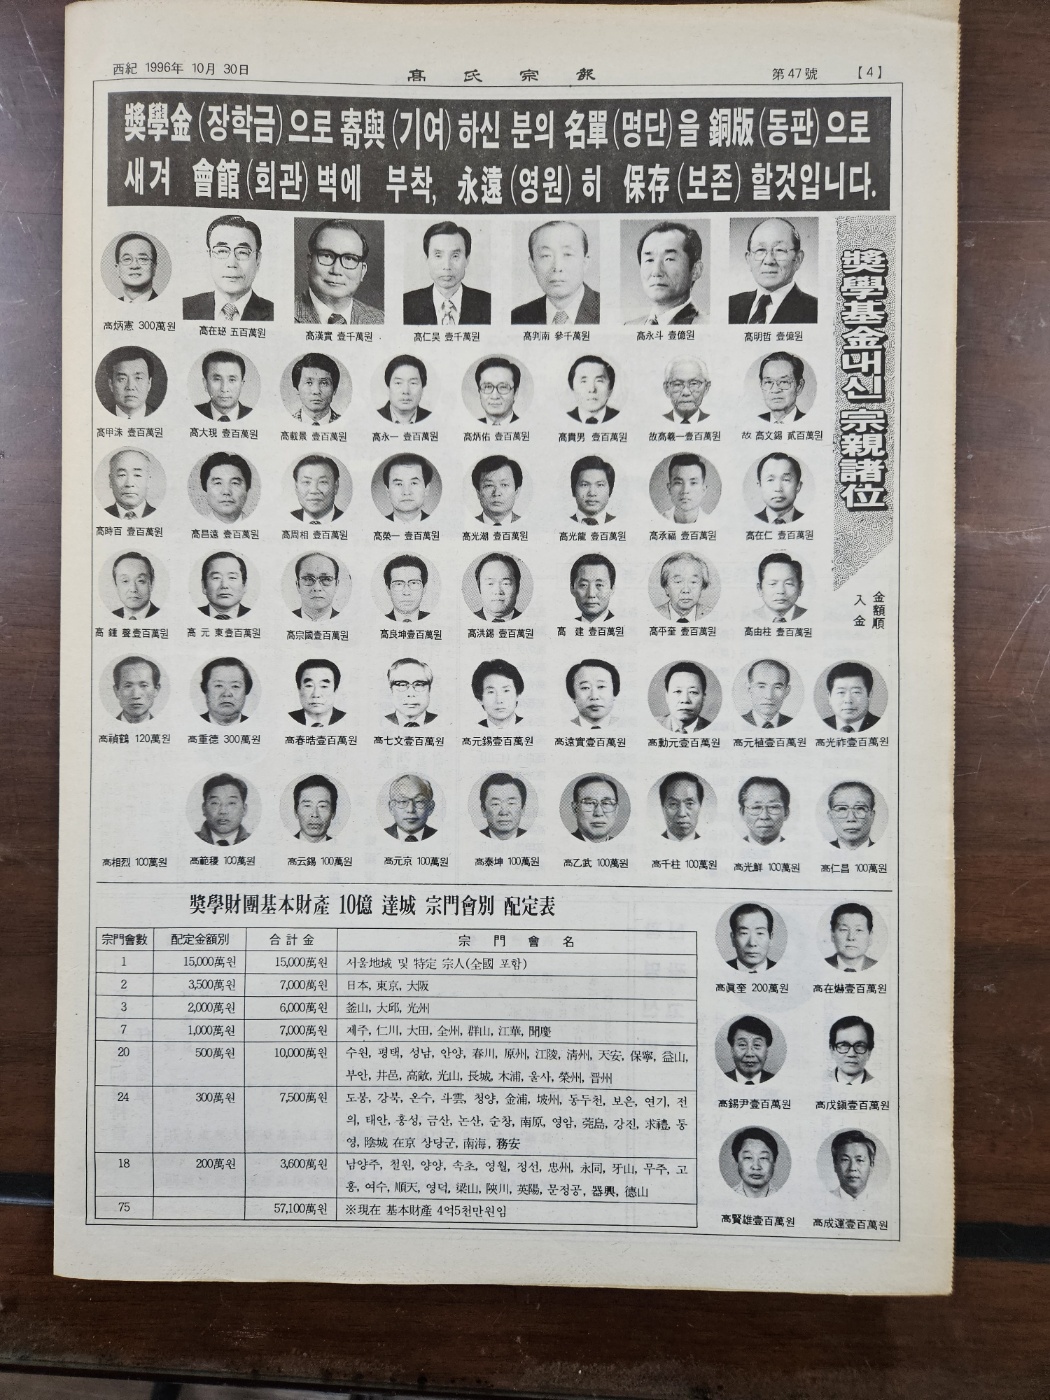 西紀 1996年 10月 30日
高氏宗報
第47號 【4】
奬學金(장학금)으로 寄與(기여)하신 분의 名單(명단)을 銅版(동판)으로
새겨 會館(회관)벽에 부착, 永遠(영원)히 保存(보존)할것입니다.
奬學基金내신 宗親諸位
金額順
入金
高炳憲 300萬원
高在 五百萬원
高漢實 壹千萬원
高仁昊 壹千萬원
高判南 參千萬원
高永斗 壹億원
高明哲 壹億원
高甲洙 壹百萬원
高大現 壹百萬원
高載景 壹百萬원
高永一 壹百萬원
高炳佑 壹百萬원
高貴男 壹百萬원
故高義一壹百萬원
故 高文錫 貳百萬원
高時百 壹百萬원
高昌遠 壹百萬원
高周相 壹百萬원
高榮一 壹百萬원
高光潮 壹百萬원
高光龍 壹百萬원
高承福 壹百萬원
高在仁 壹百萬원
高鍾聲壹百萬원
高元東壹百萬원
高宗國壹百萬원
高良坤壹百萬원
高洪錫 壹百萬원
高 建 壹百萬원
高平奎 壹百萬원
高由柱 壹百萬원
高禎鶴 120萬원
高重德 300萬원
高春晧壹百萬원
高七文壹百萬원
高元錫壹百萬원
高遠實壹百萬원
高勳元壹百萬원
高元植壹百萬원
高光祚壹百萬원
高相烈 100萬원
高範稷 100萬원
高云錫 100萬원
高元京 100萬원
高泰坤 100萬원
高乙武 100萬원
高千柱 100萬원
高光鮮 100萬원
高仁昌 100萬원
奬學財團基本財產 10億 達城 宗門會別 配定表
宗門會數 配定金額別 合計金 宗門會名
1 15,000萬원 15,000萬원 서울地域 및 特定 宗人(全國 포함)
2 3,500萬원 7,000萬원 日本, 東京, 大阪
3 2,000萬원 6,000萬원 釜山, 大邱, 光州
7 1,000萬원 7,000萬원 제주, 仁川, 大田, 全州, 群山, 江華, 聞慶
20 500萬원 10,000萬원 수원, 평택, 성남, 안양, 春川, 原州, 江陵, 淸州, 天安, 保寧, 益山,
부안, 井邑, 高敞, 光山, 長城, 木浦, 울사, 榮州, 晋州
24 300萬원 7,500萬원 도봉, 강북, 온수, 斗雲, 청양, 金浦, 坡州, 동두천, 보은, 연기, 전
의, 태안, 홍성, 금산, 논산, 순창, 南原, 영암, 莞島, 강진, 求禮, 동
영, 陰城 在京 상당군, 南海, 務安
18 200萬원 3,600萬원 남양주, 철원, 양양, 속초, 영월, 정선, 忠州, 永同, 牙山, 무주, 고
흥, 여수, 順天, 영덕, 梁山, 陜川, 英陽, 문정공, 器興, 德山
75 57,100萬원 ※現在 基本財產 4억5천만원임
高眞奎 200萬원
高在 壹百萬원
高錫尹壹百萬원
高戊鎭壹百萬원
高賢雄壹百萬원
高成運壹百萬원